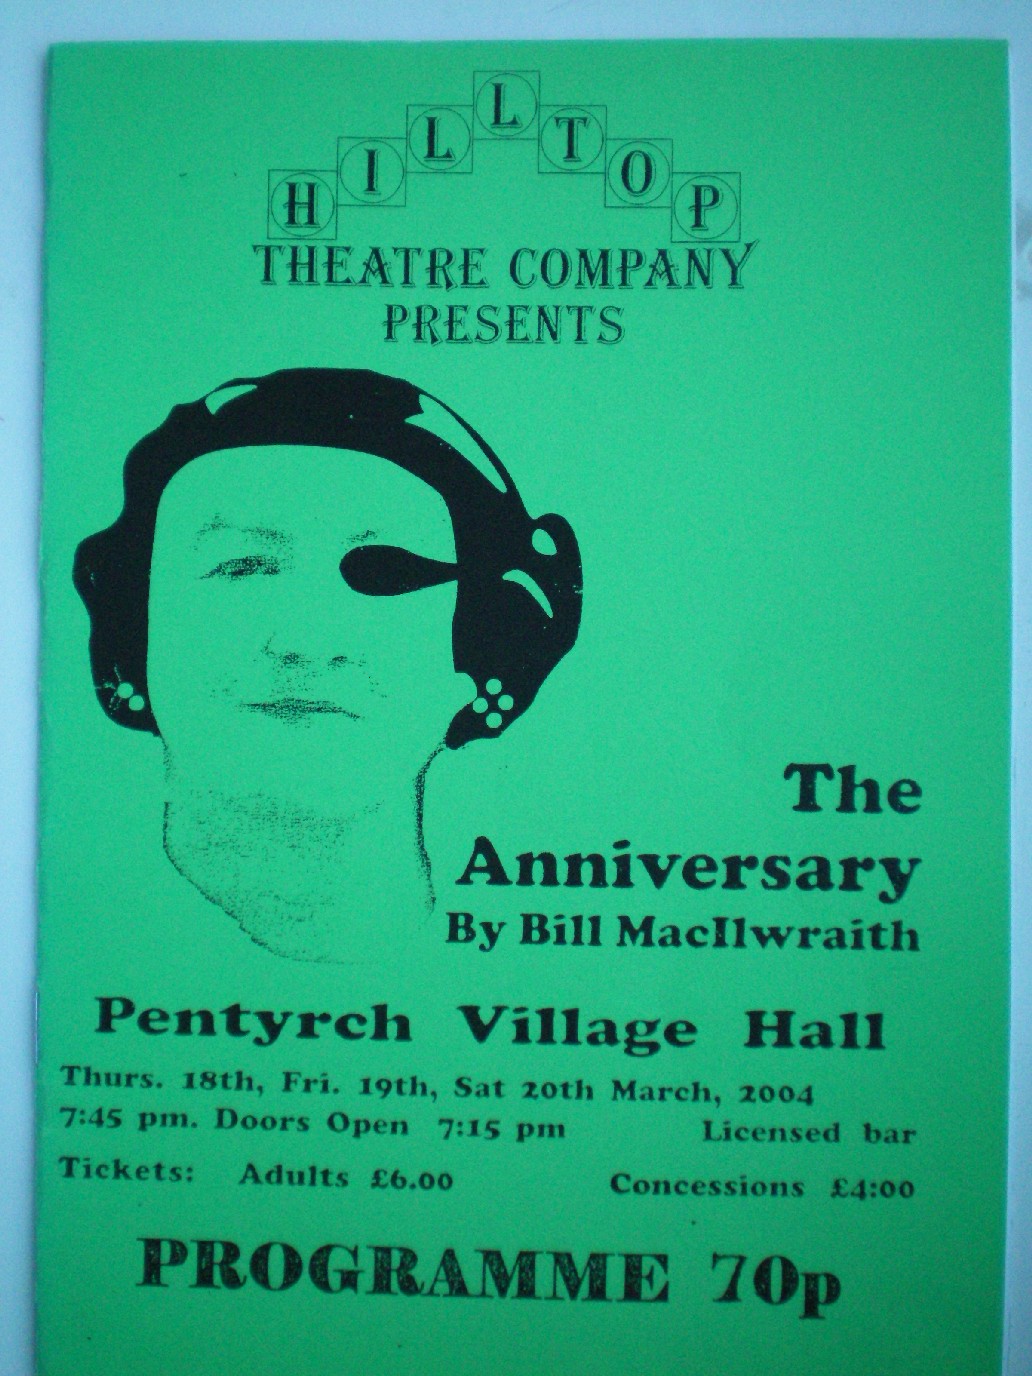 HILLTOP
THEATRE COMPANY
PRESENTS
The
Anniversary
By Bill MacIlwraith
Pentyrch Village Hall
Thurs. 18th, Fri. 19th, Sat 20th March, 2004
7:45 pm. Doors Open 7:15 pm Licensed bar
Tickets: Adults £6.00 Concessions £4:00
PROGRAMME 70p